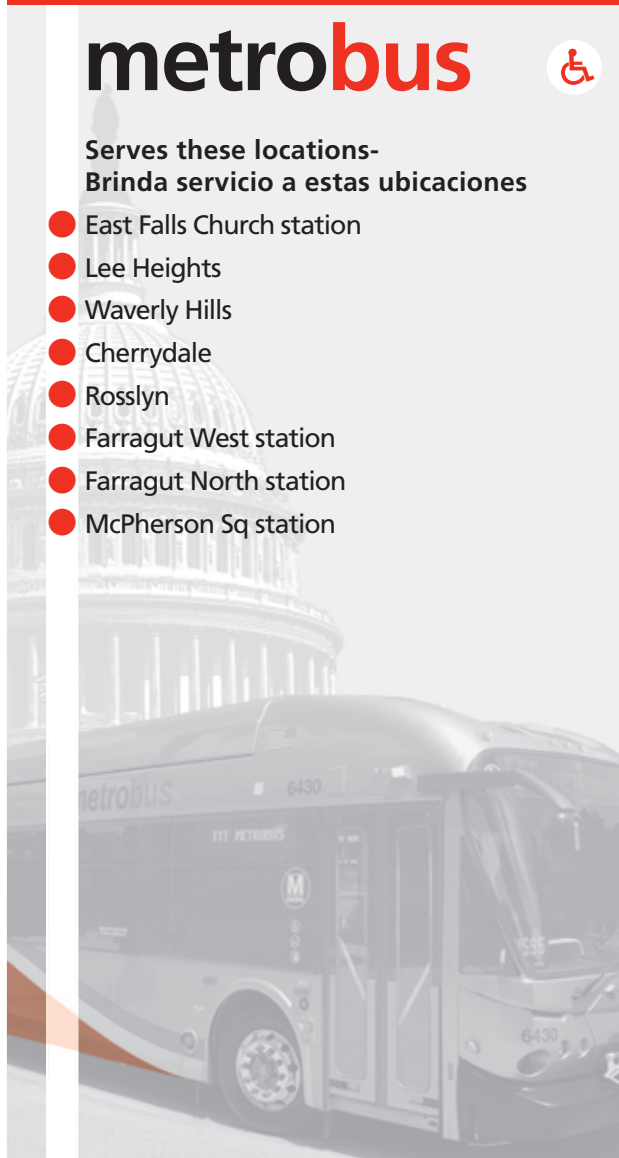 metrobus
Serves these locations-
Brinda servicio a estas ubicaciones
East Falls Church station
Lee Heights
Waverly Hills
Cherrydale
Rosslyn
Farragut West station
Farragut North station
McPherson Sq station
metrobus
6430
TTT METROBUS
M
6430